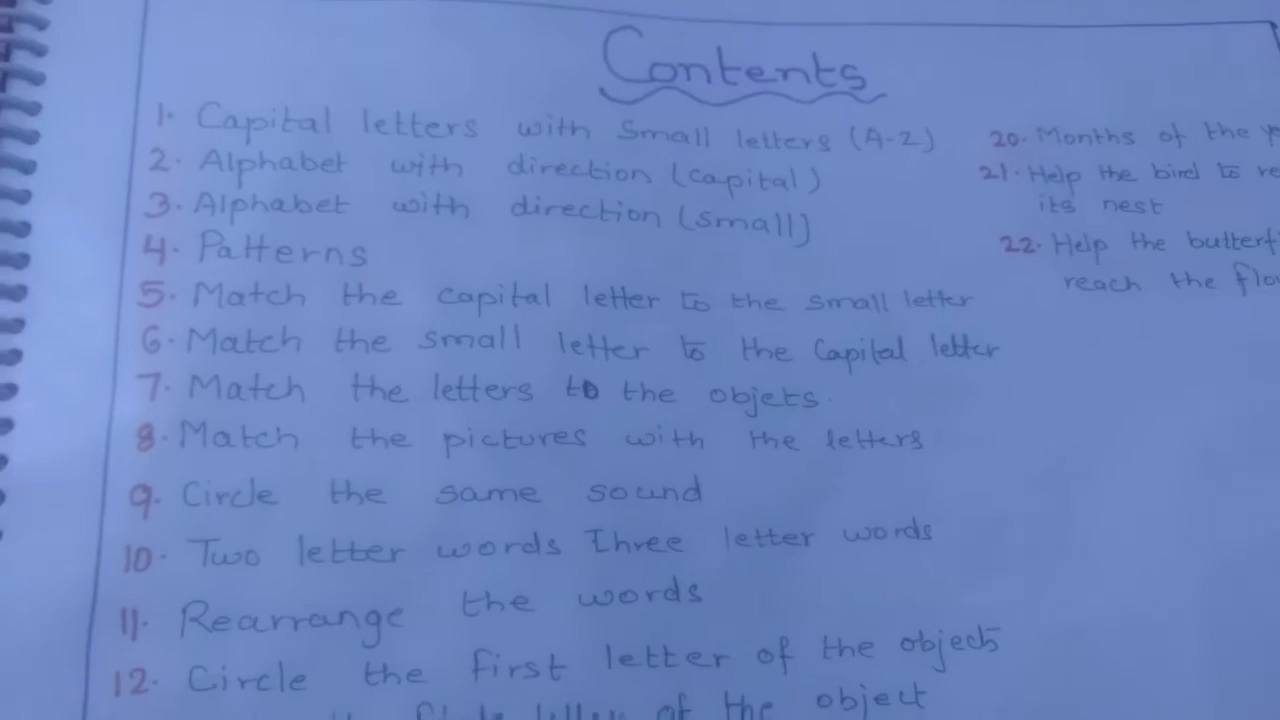 Contents
1. Capital letters with small letters (A-Z)
2. Alphabet with direction (capital)
3. Alphabet with direction (small)
4. Patterns
5. Match the capital letter to the small letter
6. Match the small letter to the Capital letter
7. Match the letters to the objets.
8. Match the pictures with the letters
9. Circle the same sound
10. Two letter words Three letter words
11. Rearrange the words
12. Circle the first letter of the objects
of the object
20. Months of the
21. Help the bird to
its nest
22. Help the
reach the